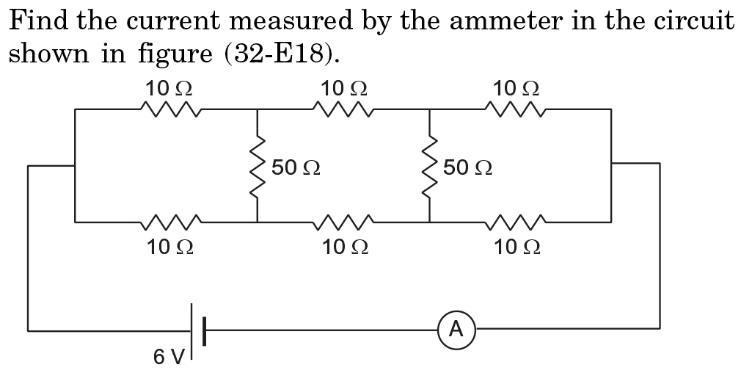 Find the current measured by the ammeter in the circuit
shown in figure (32-E18).
10 Ω 10 Ω 10 Ω
50 Ω 50 Ω
10 Ω 10 Ω 10 Ω
A
6 V